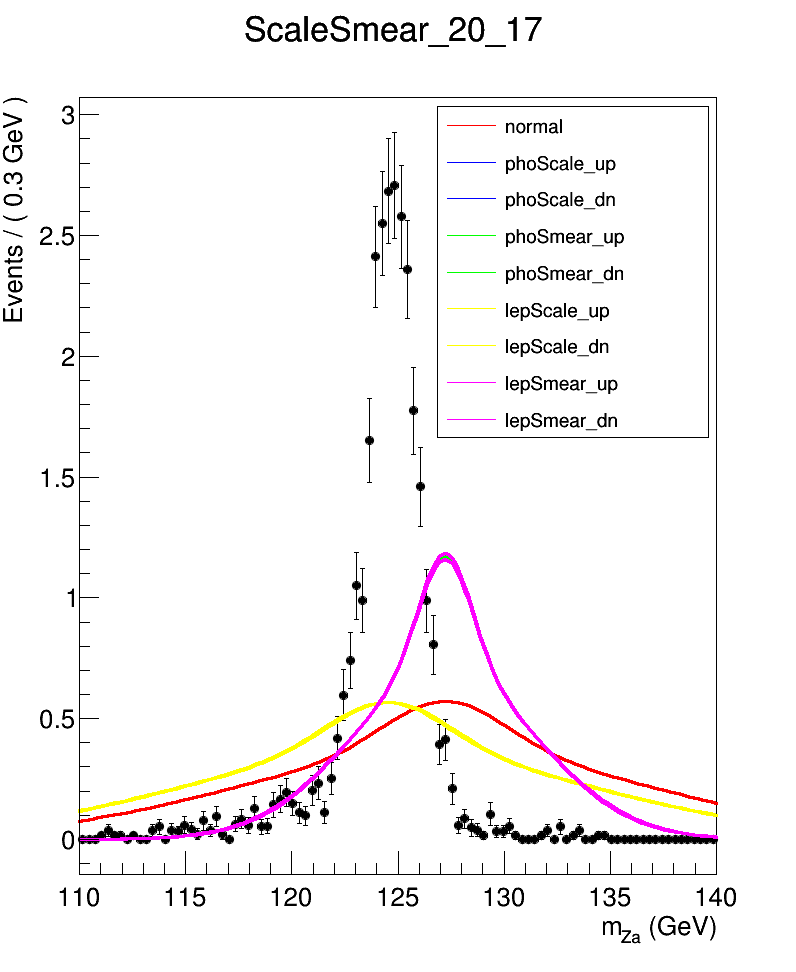 ScaleSmear_20_17
Events / ( 0.3 GeV )
3
2.5
2
1.5
1
0.5
0
normal
phoScale_up
phoScale_dn
phoSmear_up
phoSmear_dn
lepScale_up
lepScale_dn
lepSmear_up
lepSmear_dn
110 115 120 125 130 135 140
m_Za (GeV)